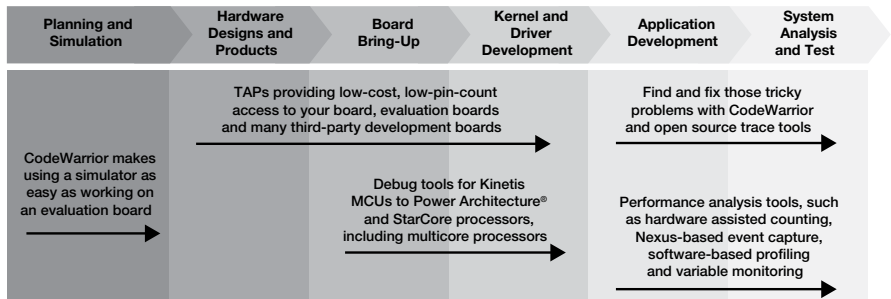 Planning and
Simulation
Hardware
Designs and
Products
Board
Bring-Up
Kernel and
Driver
Development
Application
Development
System
Analysis
and Test
CodeWarrior makes
using a simulator as
easy as working on
an evaluation board
TAPs providing low-cost, low-pin-count
access to your board, evaluation boards
and many third-party development boards
Debug tools for Kinetis
MCUs to Power Architecture®
and StarCore processors,
including multicore processors
Find and fix those tricky
problems with CodeWarrior
and open source trace tools
Performance analysis tools, such
as hardware assisted counting,
Nexus-based event capture,
software-based profiling
and variable monitoring